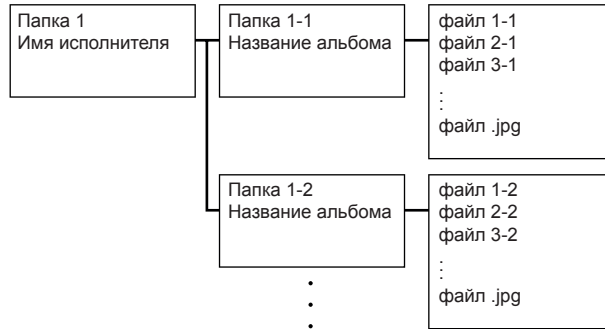 Папка 1
Имя исполнителя
Папка 1-1
Название альбома
файл 1-1
файл 2-1
файл 3-1
файл .jpg
Папка 1-2
Название альбома
файл 1-2
файл 2-2
файл 3-2
файл .jpg